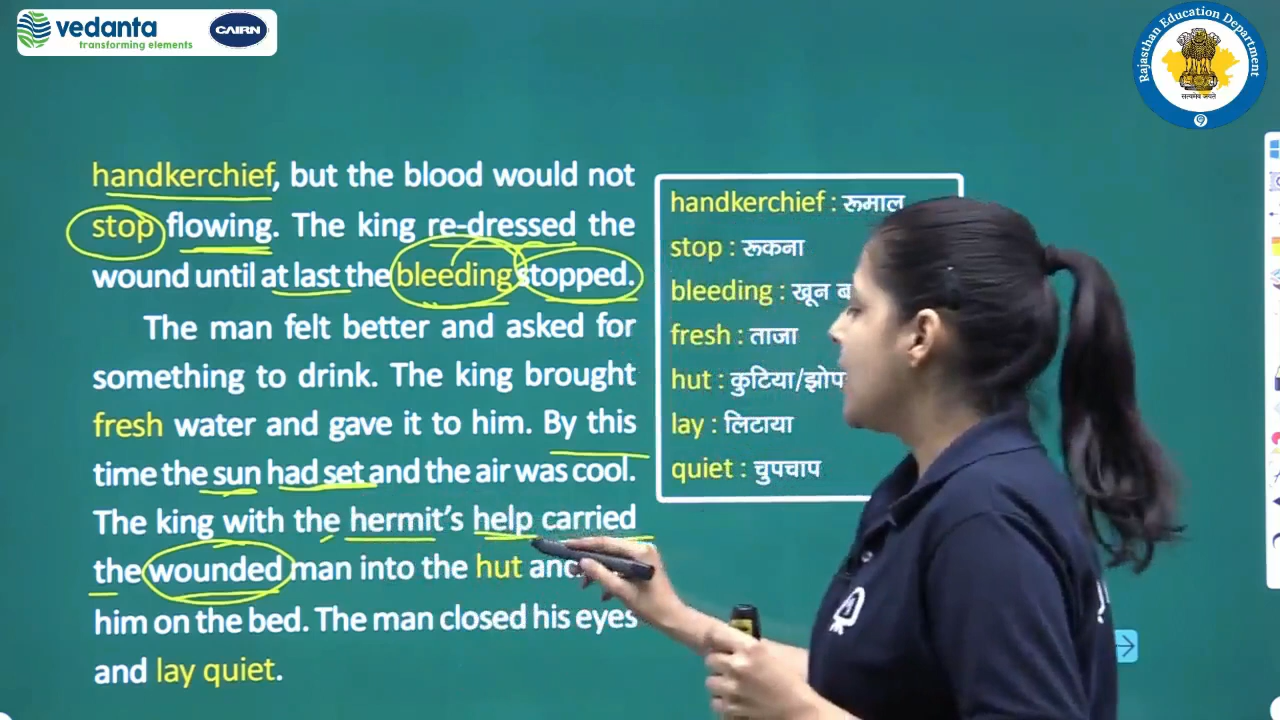 vedanta
transforming elements
CAIRN
Rajasthan Education Department
सत्यमेव जयते
handkerchief, but the blood would not
stop flowing. The king re-dressed the
wound until at last the bleeding stopped.
The man felt better and asked for
something to drink. The king brought
fresh water and gave it to him. By this
time the sun had set and the air was cool.
The king with the hermit's help carried
the wounded man into the hut and
him on the bed. The man closed his eyes
and lay quiet.
handkerchief : रूमाल
stop : रूकना
bleeding : खून
fresh : ताजा
hut : कुटिया/
lay : लिटाया
quiet : चुपचाप